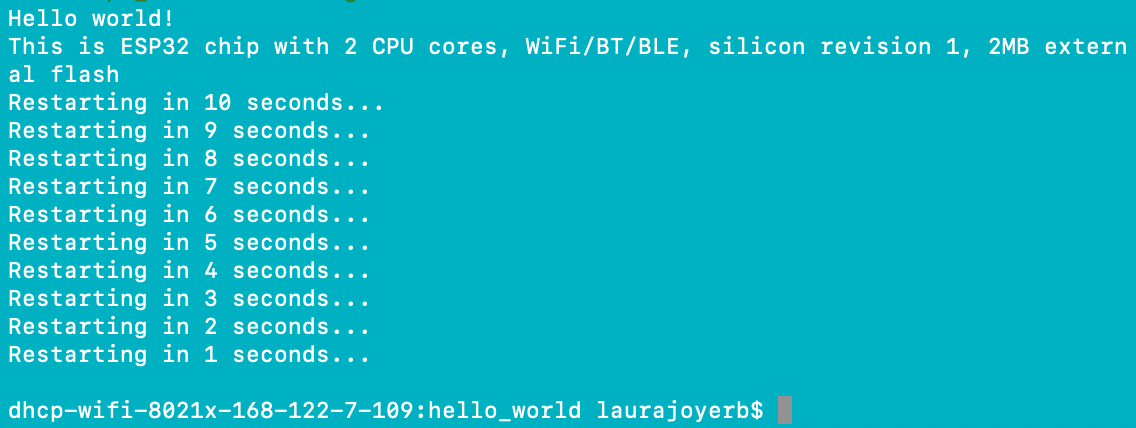 Hello world!
This is ESP32 chip with 2 CPU cores, WiFi/BT/BLE, silicon revision 1, 2MB extern
al flash
Restarting in 10 seconds...
Restarting in 9 seconds...
Restarting in 8 seconds...
Restarting in 7 seconds...
Restarting in 6 seconds...
Restarting in 5 seconds...
Restarting in 4 seconds...
Restarting in 3 seconds...
Restarting in 2 seconds...
Restarting in 1 seconds...
dhcp-wifi-8021x-168-122-7-109:hello_world laurajoyerb$